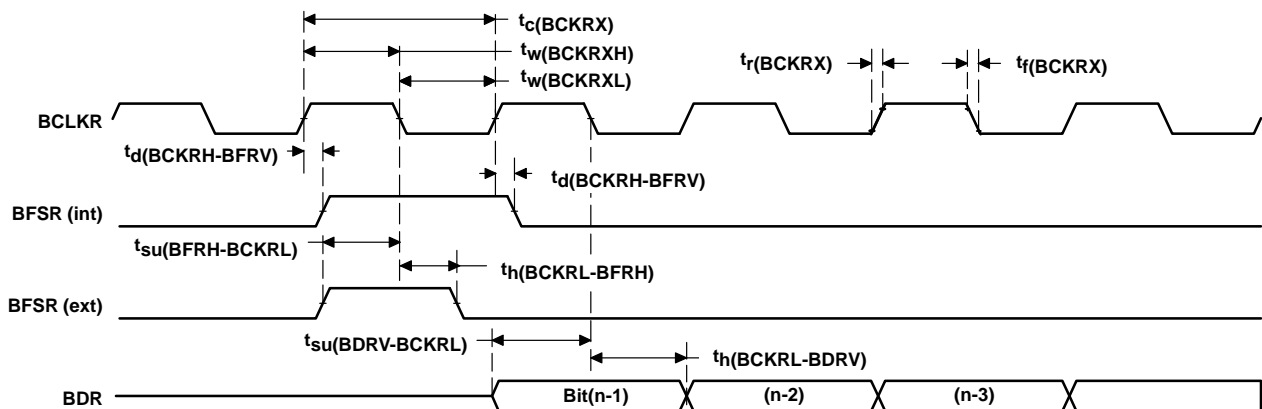 tc(BCKRX)
tw(BCKRXH)
tr(BCKRX)
tf(BCKRX)
tw(BCKRXL)
BCLKR
td(BCKRH-BFRV)
td(BCKRH-BFRV)
BFSR (int)
tsu(BFRH-BCKRL)
th(BCKRL-BFRH)
BFSR (ext)
tsu(BDRV-BCKRL)
th(BCKRL-BDRV)
BDR
Bit(n-1)
(n-2)
(n-3)